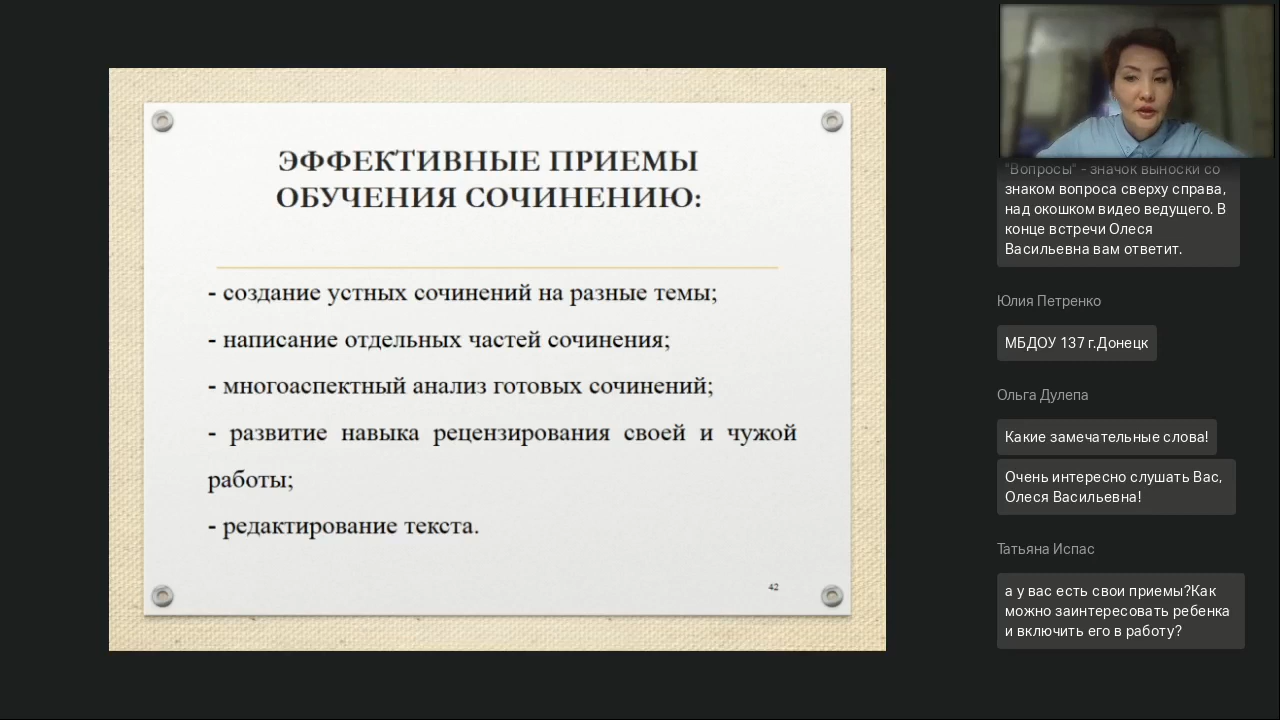 ЭФФЕКТИВНЫЕ ПРИЕМЫ
ОБУЧЕНИЯ СОЧИНЕНИЮ:
- создание устных сочинений на разные темы;
- написание отдельных частей сочинения;
- многоаспектный анализ готовых сочинений;
- развитие навыка рецензирования своей и чужой
работы;
- редактирование текста.
42
"Вопросы" - значок выноски со
знаком вопроса сверху справа,
над окошком видео ведущего. В
конце встречи Олеся
Васильевна вам ответит.
Юлия Петренко
МБДОУ 137 г.Донецк
Ольга Дулепа
Какие замечательные слова!
Очень интересно слушать Вас,
Олеся Васильевна!
Татьяна Испас
а у вас есть свои приемы?Как
можно заинтересовать ребенка
и включить его в работу?